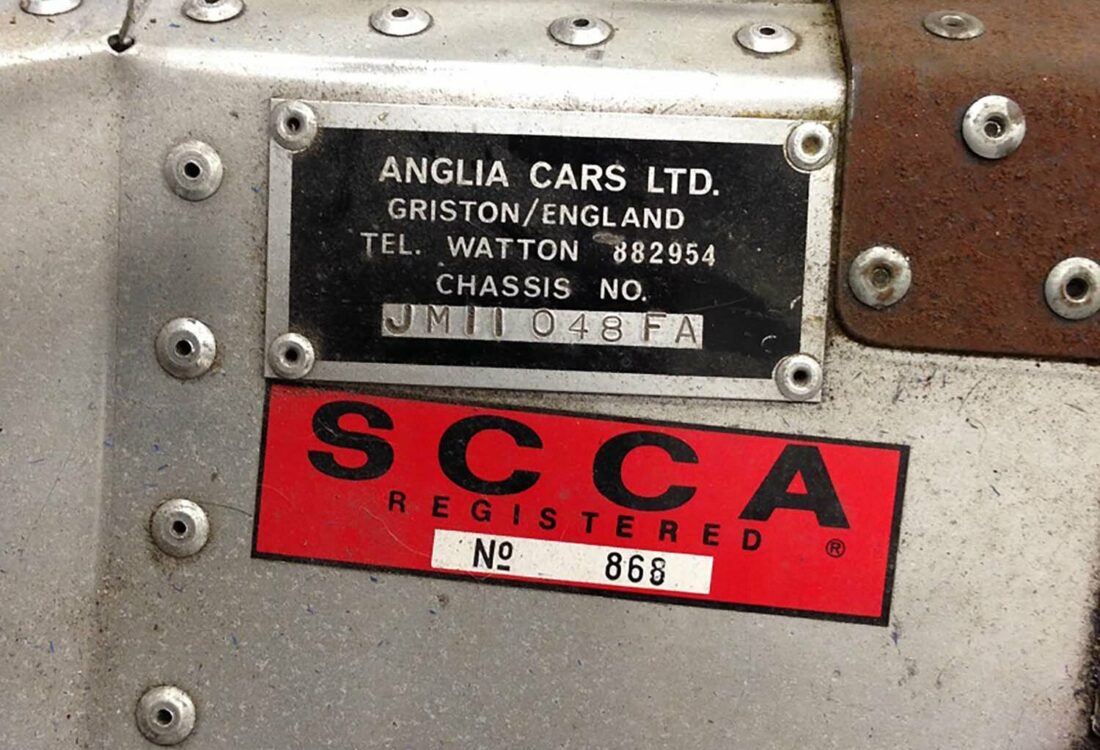 ANGLIA CARS LTD.
GRISTON/ENGLAND
TEL. WATTON 882954
CHASSIS NO.
JM11 048 FA
SCCA
REGISTERED ®
Nº 868